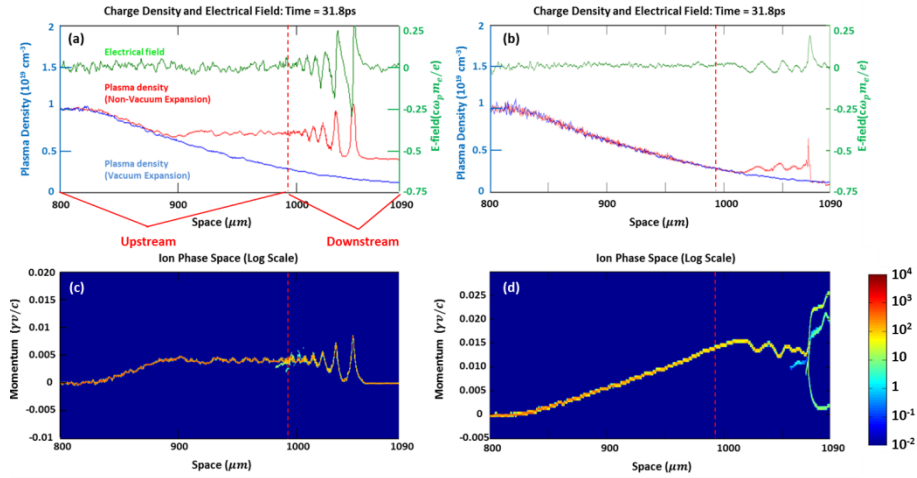 Charge Density and Electrical Field: Time = 31.8ps
Charge Density and Electrical Field: Time = 31.8ps
(a)
Electrical field
Plasma density
(Non-Vacuum Expansion)
Plasma density
(Vacuum Expansion)
Plasma Density (10¹⁹ cm⁻³)
2
1.5
1
0.5
0
E-field(cωₚmₑ/e)
0.25
0
-0.25
-0.5
-0.75
800
900
1000
1090
Space (μm)
Upstream
Downstream
(b)
Plasma Density (10¹⁹ cm⁻³)
2
1.5
1
0.5
0
E-field(cωₚmₑ/e)
0.25
0
-0.25
-0.5
-0.75
800
900
1000
1090
Space (μm)
Ion Phase Space (Log Scale)
(c)
Momentum (γv/c)
0.020
0.015
0.010
0.005
0
-0.005
-0.01
800
900
1000
1090
Space (μm)
Ion Phase Space (Log Scale)
(d)
Momentum (γv/c)
0.025
0.020
0.015
0.010
0.005
0
-0.005
800
900
1000
1090
Space (μm)
10⁴
10³
10²
10¹
1
10⁻¹
10⁻²